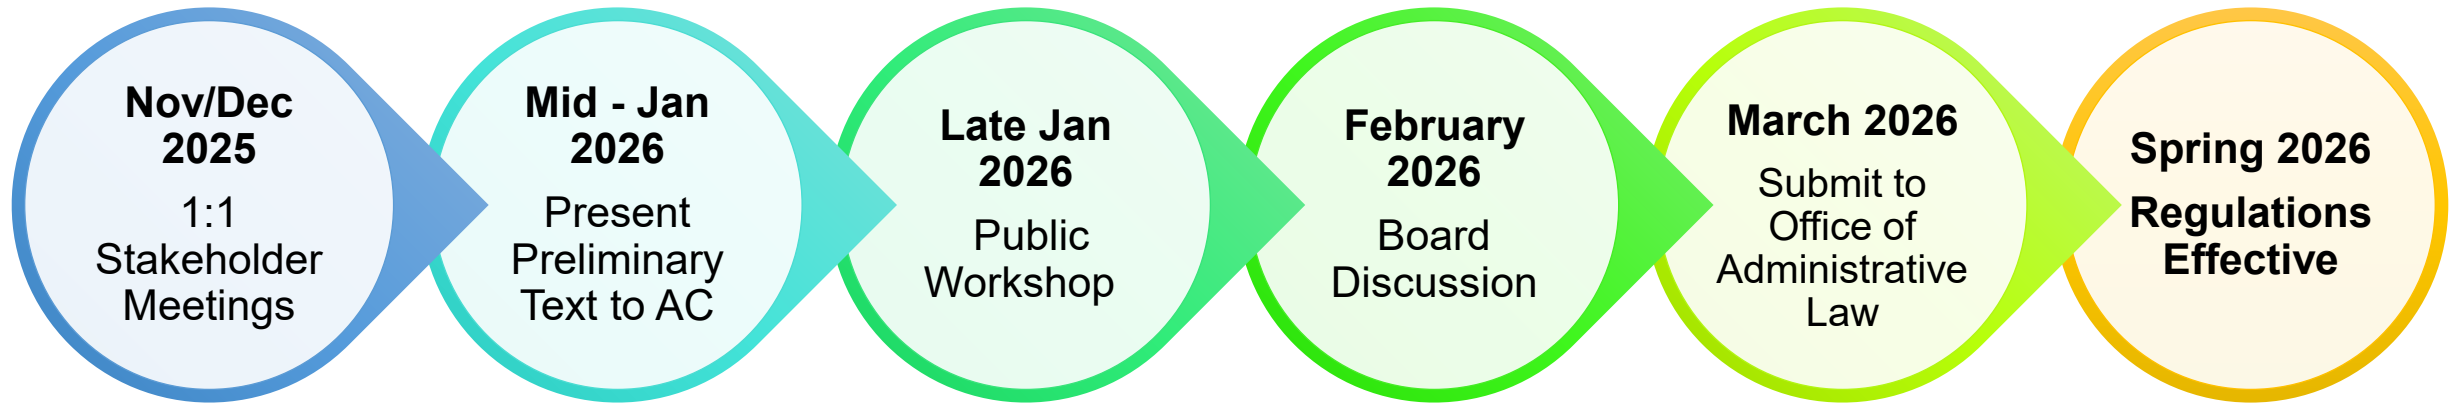 Nov/Dec
2025
1:1
Stakeholder
Meetings
Mid - Jan
2026
Present
Preliminary
Text to AC
Late Jan
2026
Public
Workshop
February
2026
Board
Discussion
March 2026
Submit to
Office of
Administrative
Law
Spring 2026
Regulations
Effective